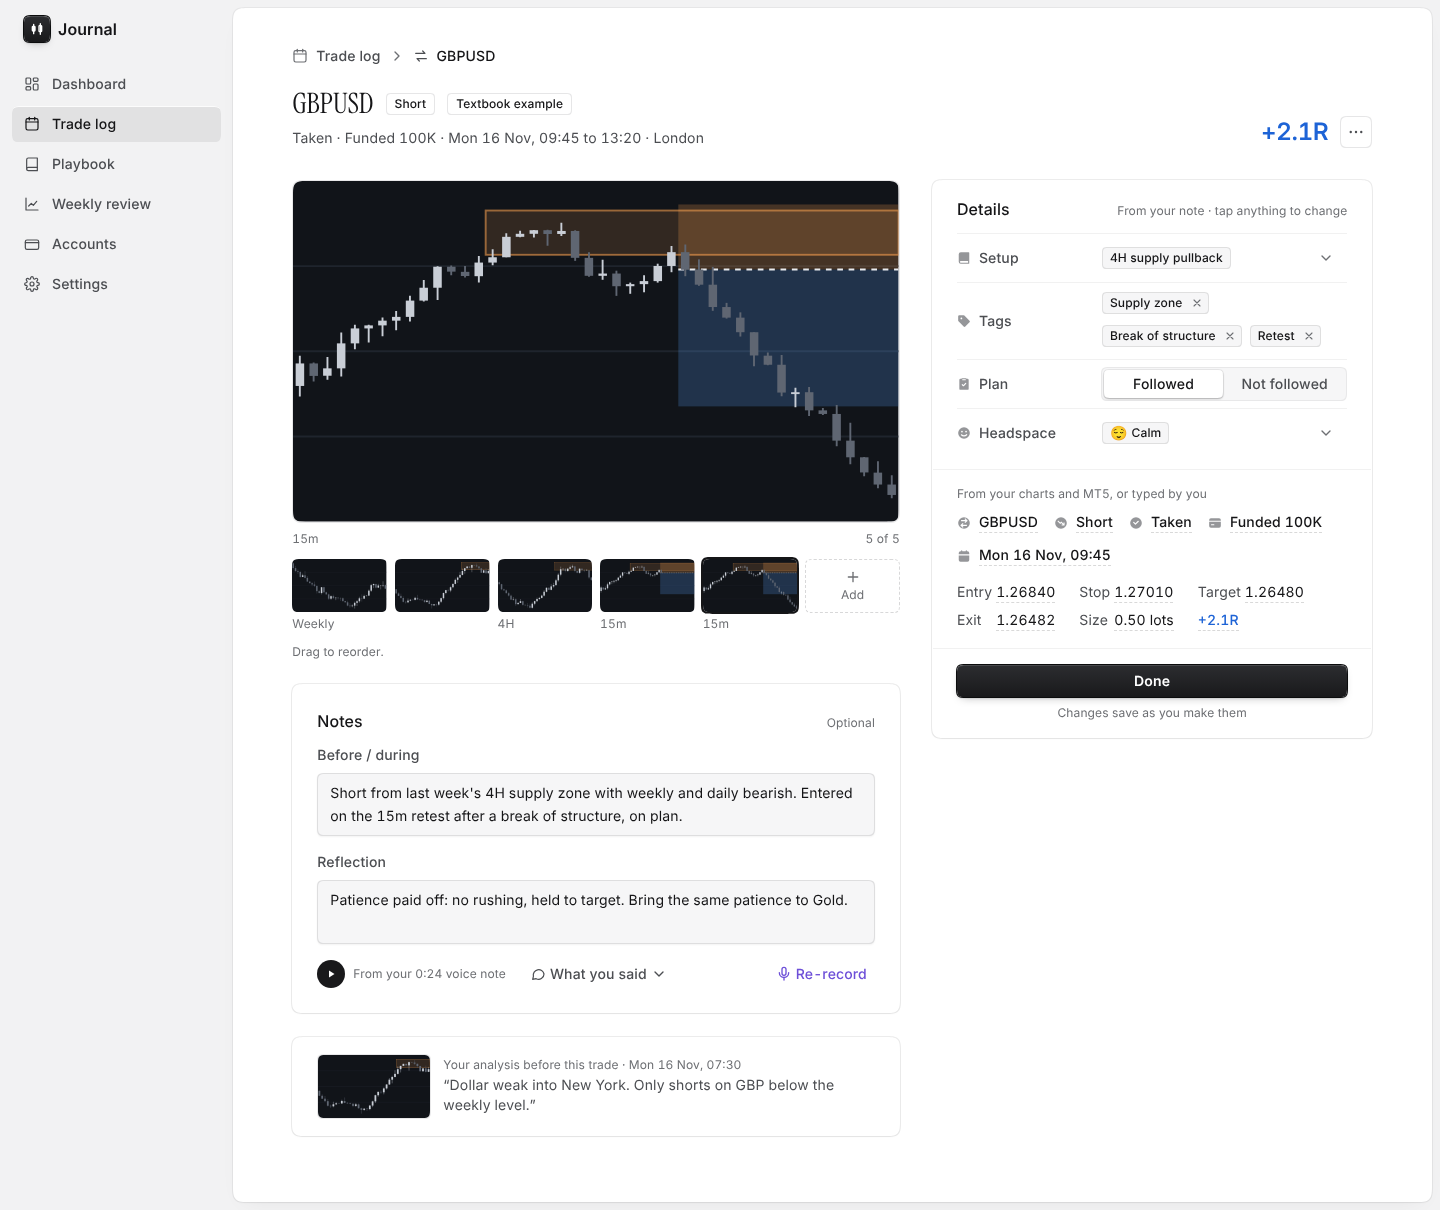 Journal
Dashboard
Trade log
Playbook
Weekly review
Accounts
Settings
Trade log
GBPUSD
GBPUSD
Short
Textbook example
Taken · Funded 100K · Mon 16 Nov, 09:45 to 13:20 · London
+2.1R
15m
5 of 5
Add
Weekly
4H
15m
15m
Drag to reorder.
Notes
Optional
Before / during
Short from last week's 4H supply zone with weekly and daily bearish. Entered
on the 15m retest after a break of structure, on plan.
Reflection
Patience paid off: no rushing, held to target. Bring the same patience to Gold.
From your 0:24 voice note
What you said
Re-record
Your analysis before this trade · Mon 16 Nov, 07:30
“Dollar weak into New York. Only shorts on GBP below the
weekly level.”
Details
From your note · tap anything to change
Setup
4H supply pullback
Tags
Supply zone
Break of structure
Retest
Plan
Followed
Not followed
Headspace
😌 Calm
From your charts and MT5, or typed by you
GBPUSD
Short
Taken
Funded 100K
Mon 16 Nov, 09:45
Entry 1.26840
Stop 1.27010
Target 1.26480
Exit 1.26482
Size 0.50 lots
+2.1R
Done
Changes save as you make them